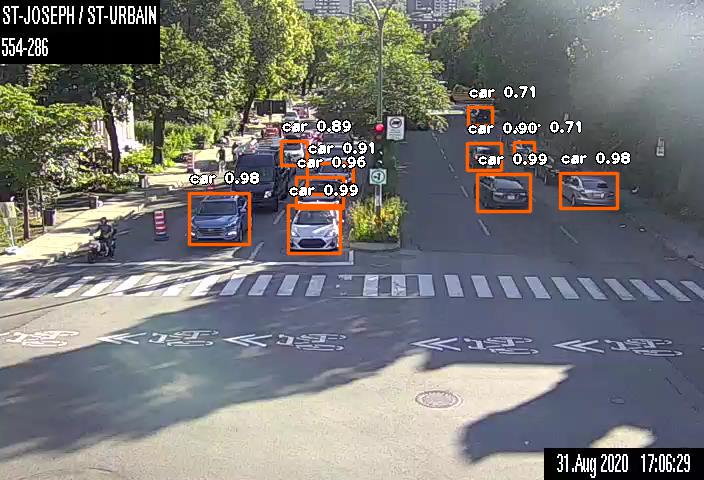 ST-JOSEPH / ST-URBAIN
554-286
car 0.71
car 0.89
car 0.90
0.71
car 0.91
car 0.96
car 0.99
car 0.98
car 0.98
car 0.99
31.Aug 2020 17:06:29